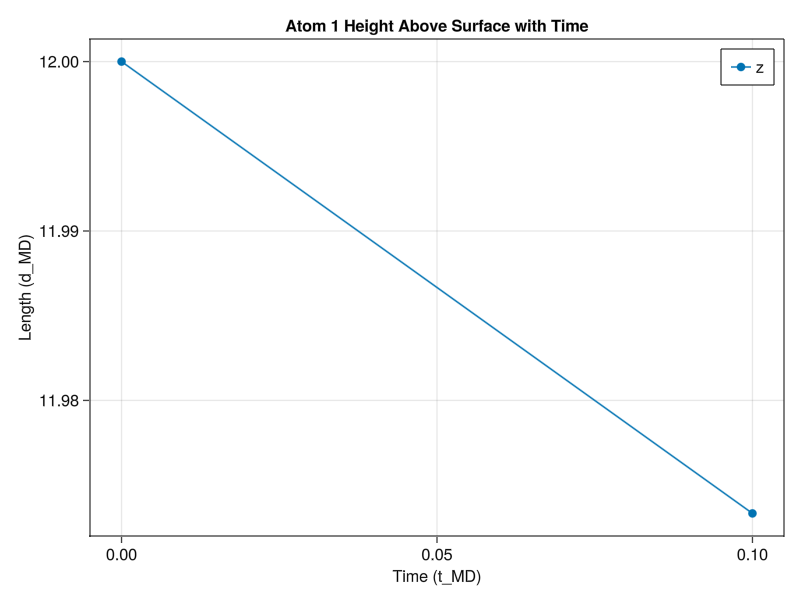 Atom 1 Height Above Surface with Time
z
12.00
11.99
11.98
Length (d_MD)
0.00
0.05
0.10
Time (t_MD)